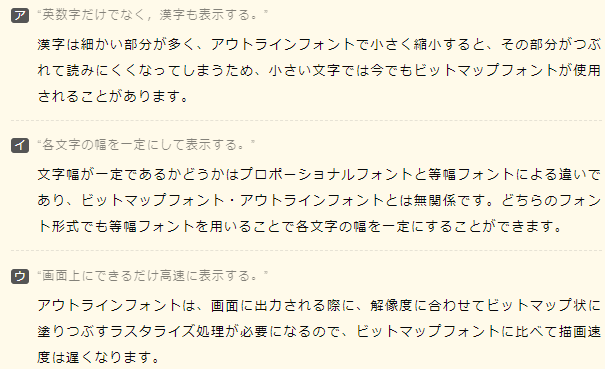 ア “英数字だけでなく，漢字も表示する。”
漢字は細かい部分が多く、アウトラインフォントで小さく縮小すると、その部分がつぶ
れて読みにくくなってしまうため、小さい文字では今でもビットマップフォントが使用
されることがあります。
イ “各文字の幅を一定にして表示する。”
文字幅が一定であるかどうかはプロポーショナルフォントと等幅フォントによる違いで
あり、ビットマップフォント・アウトラインフォントとは無関係です。どちらのフォン
ト形式でも等幅フォントを用いることで各文字の幅を一定にすることができます。
ウ “画面上にできるだけ高速に表示する。”
アウトラインフォントは、画面に出力される際に、解像度に合わせてビットマップ状に
塗りつぶすラスタライズ処理が必要になるので、ビットマップフォントに比べて描画速
度は遅くなります。